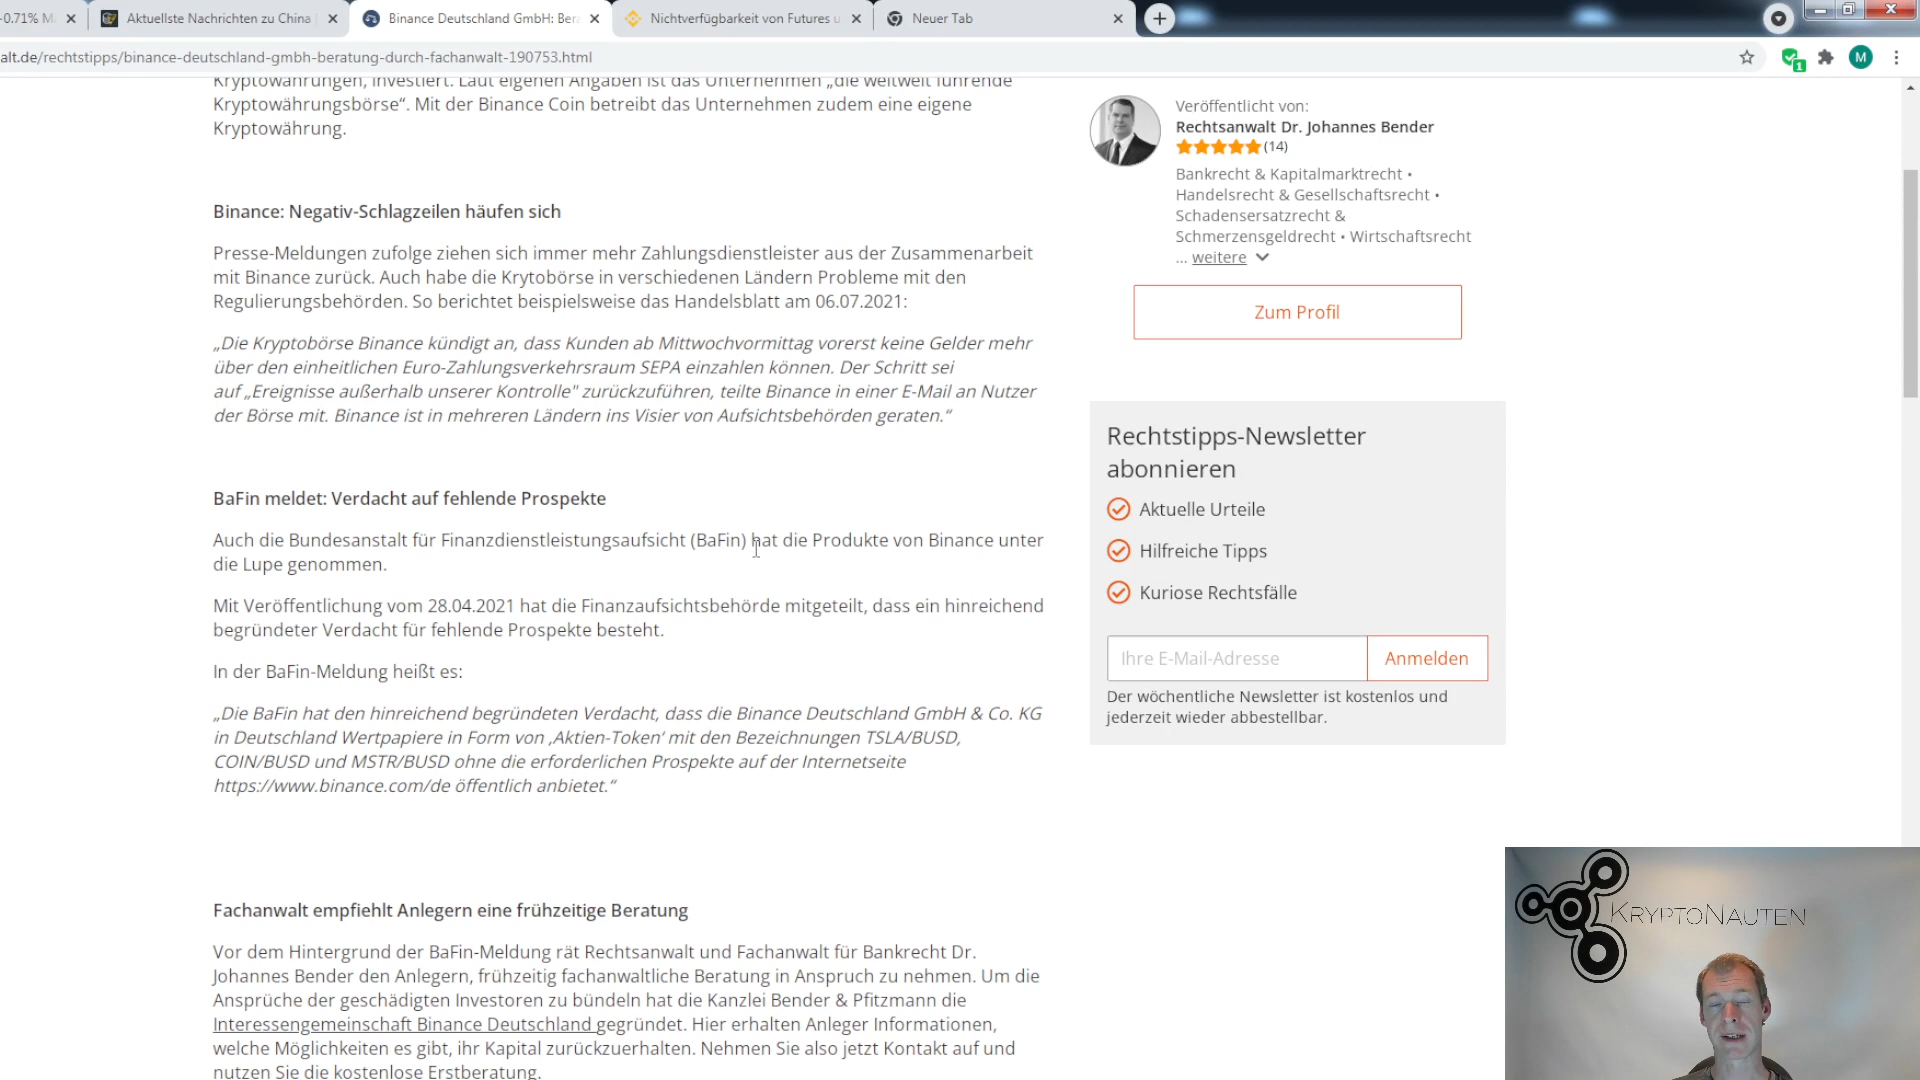 -0.71% M
Aktuellste Nachrichten zu China
Binance Deutschland GmbH: Ber
Nichtverfügbarkeit von Futures u
Neuer Tab
alt.de/rechtstipps/binance-deutschland-gmbh-beratung-durch-fachanwalt-190753.html
1
M
Kryptowährungen, investiert. Laut eigenen Angaben ist das Unternehmen „die weltweit führende
Kryptowährungsbörse“. Mit der Binance Coin betreibt das Unternehmen zudem eine eigene
Kryptowährung.
Binance: Negativ-Schlagzeilen häufen sich
Presse-Meldungen zufolge ziehen sich immer mehr Zahlungsdienstleister aus der Zusammenarbeit
mit Binance zurück. Auch habe die Krytobörse in verschiedenen Ländern Probleme mit den
Regulierungsbehörden. So berichtet beispielsweise das Handelsblatt am 06.07.2021:
„Die Kryptobörse Binance kündigt an, dass Kunden ab Mittwochvormittag vorerst keine Gelder mehr
über den einheitlichen Euro-Zahlungsverkehrsraum SEPA einzahlen können. Der Schritt sei
auf „Ereignisse außerhalb unserer Kontrolle" zurückzuführen, teilte Binance in einer E-Mail an Nutzer
der Börse mit. Binance ist in mehreren Ländern ins Visier von Aufsichtsbehörden geraten.“
BaFin meldet: Verdacht auf fehlende Prospekte
Auch die Bundesanstalt für Finanzdienstleistungsaufsicht (BaFin) hat die Produkte von Binance unter
die Lupe genommen.
Mit Veröffentlichung vom 28.04.2021 hat die Finanzaufsichtsbehörde mitgeteilt, dass ein hinreichend
begründeter Verdacht für fehlende Prospekte besteht.
In der BaFin-Meldung heißt es:
„Die BaFin hat den hinreichend begründeten Verdacht, dass die Binance Deutschland GmbH & Co. KG
in Deutschland Wertpapiere in Form von ‚Aktien-Token‘ mit den Bezeichnungen TSLA/BUSD,
COIN/BUSD und MSTR/BUSD ohne die erforderlichen Prospekte auf der Internetseite
https://www.binance.com/de öffentlich anbietet.“
Fachanwalt empfiehlt Anlegern eine frühzeitige Beratung
Vor dem Hintergrund der BaFin-Meldung rät Rechtsanwalt und Fachanwalt für Bankrecht Dr.
Johannes Bender den Anlegern, frühzeitig fachanwaltliche Beratung in Anspruch zu nehmen. Um die
Ansprüche der geschädigten Investoren zu bündeln hat die Kanzlei Bender & Pfitzmann die
Interessengemeinschaft Binance Deutschland gegründet. Hier erhalten Anleger Informationen,
welche Möglichkeiten es gibt, ihr Kapital zurückzuerhalten. Nehmen Sie also jetzt Kontakt auf und
nutzen Sie die kostenlose Erstberatung.
Veröffentlicht von:
Rechtsanwalt Dr. Johannes Bender
(14)
Bankrecht & Kapitalmarktrecht •
Handelsrecht & Gesellschaftsrecht •
Schadensersatzrecht &
Schmerzensgeldrecht • Wirtschaftsrecht
... weitere
Zum Profil
Rechtstipps-Newsletter
abonnieren
Aktuelle Urteile
Hilfreiche Tipps
Kuriose Rechtsfälle
Ihre E-Mail-Adresse
Anmelden
Der wöchentliche Newsletter ist kostenlos und
jederzeit wieder abbestellbar.
KRYPTONAUTEN